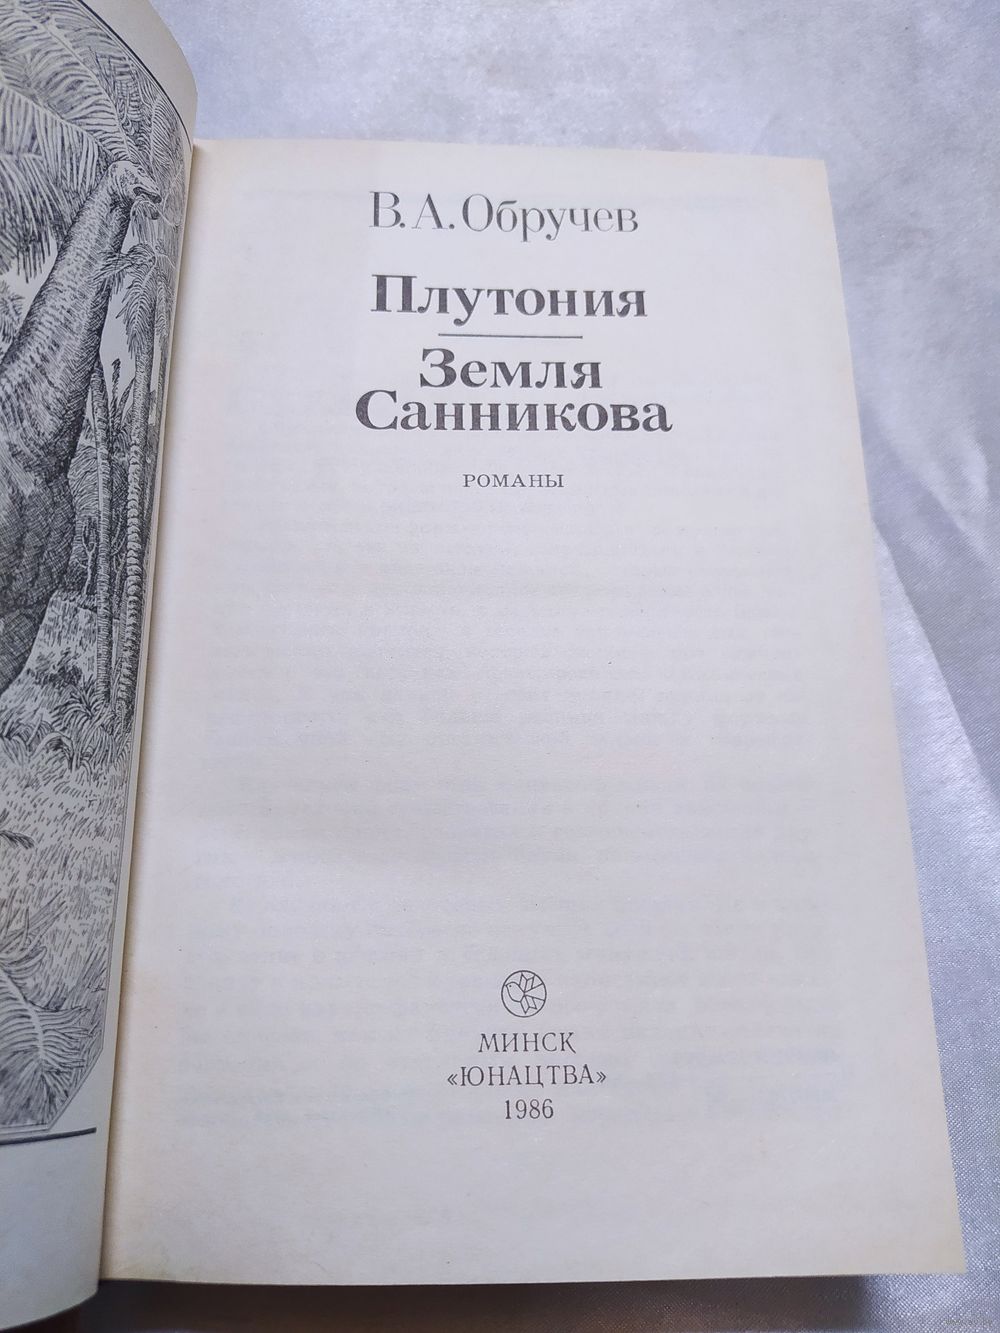 В. А. Обручев
Плутония
Земля
Санникова
РОМАНЫ
МИНСК
«ЮНАЦТВА»
1986